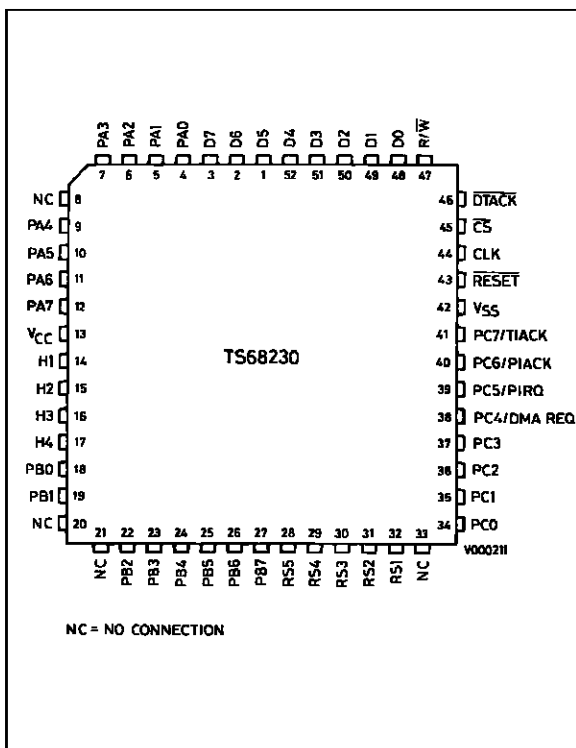 PA3 PA2 PA1 PA0 D7 D6 D5 D4 D3 D2 D1 D0 R/W̅
7 6 5 4 3 2 1 52 51 50 49 48 47
NC 8 46 D̅T̅A̅C̅K̅
PA4 9 45 C̅S̅
PA5 10 44 CLK
PA6 11 43 R̅E̅S̅E̅T̅
PA7 12 42 VSS
VCC 13 41 PC7/TIACK
H1 14 TS68230 40 PC6/PIACK
H2 15 39 PC5/PIRQ
H3 16 38 PC4/DMA REQ
H4 17 37 PC3
PB0 18 36 PC2
PB1 19 35 PC1
NC 20 34 PC0
21 22 23 24 25 26 27 28 29 30 31 32 33
NC PB2 PB3 PB4 PB5 PB6 PB7 RS5 RS4 RS3 RS2 RS1 NC
V000211
NC = NO CONNECTION